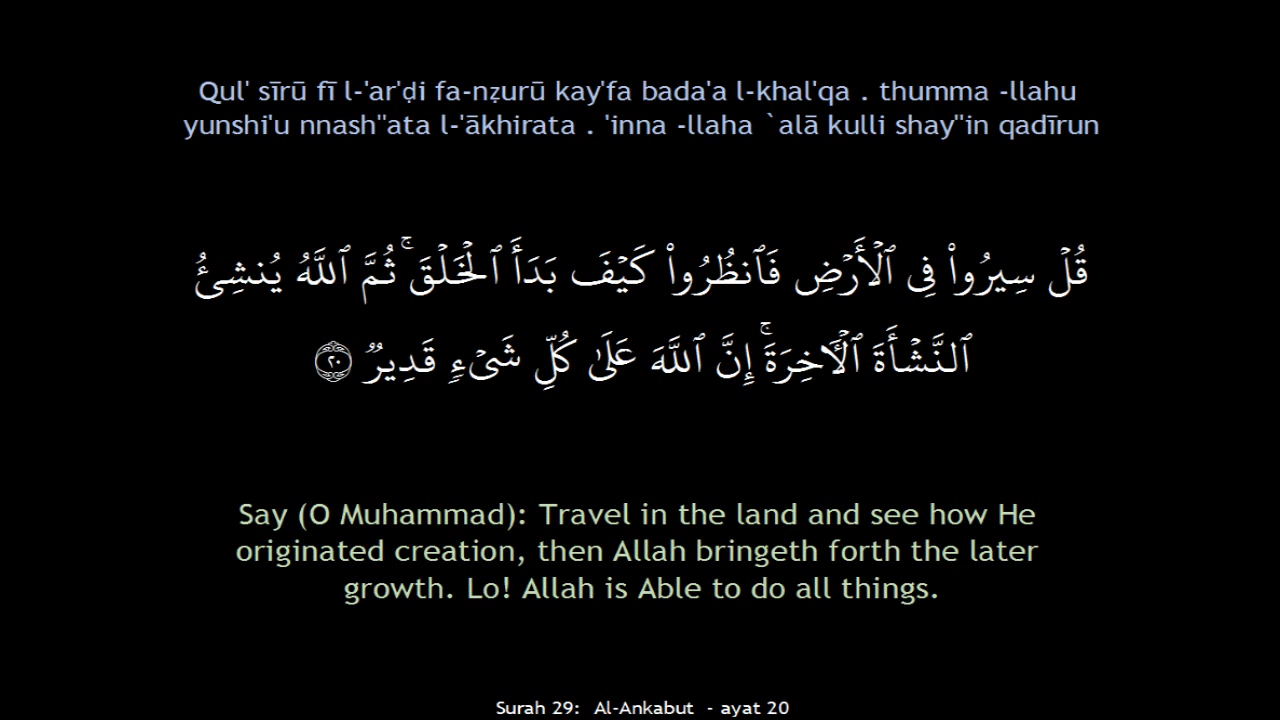 Qul' sīrū fī l-'ar'ḍi fa-nẓurū kay'fa bada'a l-khal'qa . thumma -llahu
yunshi'u nnash''ata l-'ākhirata . 'inna -llaha `alā kulli shay''in qadīrun
قُلۡ سِيرُواْ فِى ٱلۡأَرۡضِ فَٱنظُرُواْ كَيۡفَ بَدَأَ ٱلۡخَلۡقَ‌ۚ ثُمَّ ٱللَّهُ يُنشِئُ
ٱلنَّشۡأَةَ ٱلۡأَخِرَةَ‌ۚ إِنَّ ٱللَّهَ عَلَىٰ كُلِّ شَىۡءٍ۬ قَدِيرٌ۬ ٢٠
Say (O Muhammad): Travel in the land and see how He
originated creation, then Allah bringeth forth the later
growth. Lo! Allah is Able to do all things.
Surah 29: Al-Ankabut - ayat 20